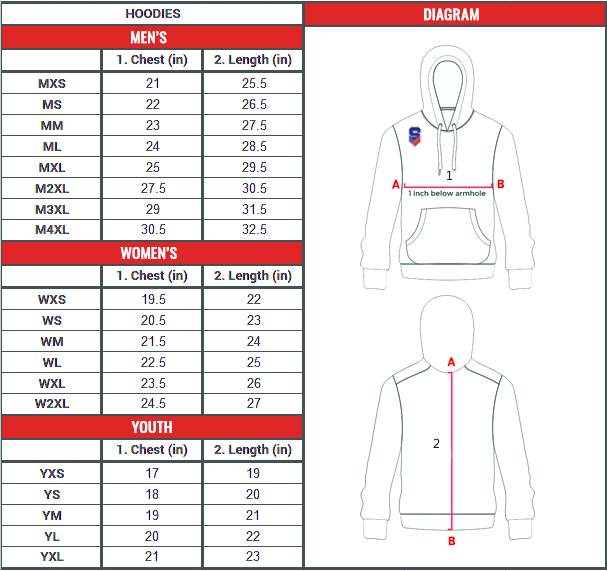 HOODIES
MEN'S
1. Chest (in) 2. Length (in)
MXS 21 25.5
MS 22 26.5
MM 23 27.5
ML 24 28.5
MXL 25 29.5
M2XL 27.5 30.5
M3XL 29 31.5
M4XL 30.5 32.5
WOMEN'S
1. Chest (in) 2. Length (in)
WXS 19.5 22
WS 20.5 23
WM 21.5 24
WL 22.5 25
WXL 23.5 26
W2XL 24.5 27
YOUTH
1. Chest (in) 2. Length (in)
YXS 17 19
YS 18 20
YM 19 21
YL 20 22
YXL 21 23
DIAGRAM
S
1
A B
1 inch below armhole
A
2
B